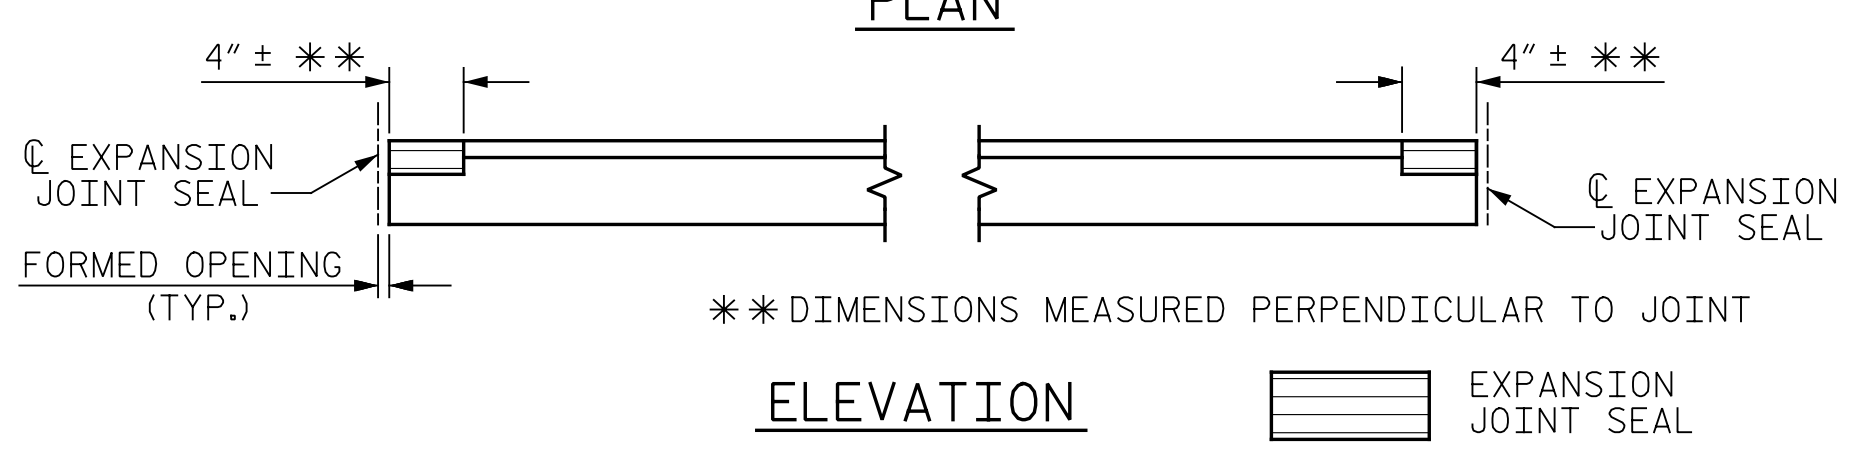 PLAN
4" ± ** 4" ± **
℄ EXPANSION
JOINT SEAL
℄ EXPANSION
JOINT SEAL
FORMED OPENING
(TYP.)
** DIMENSIONS MEASURED PERPENDICULAR TO JOINT
ELEVATION
EXPANSION
JOINT SEAL